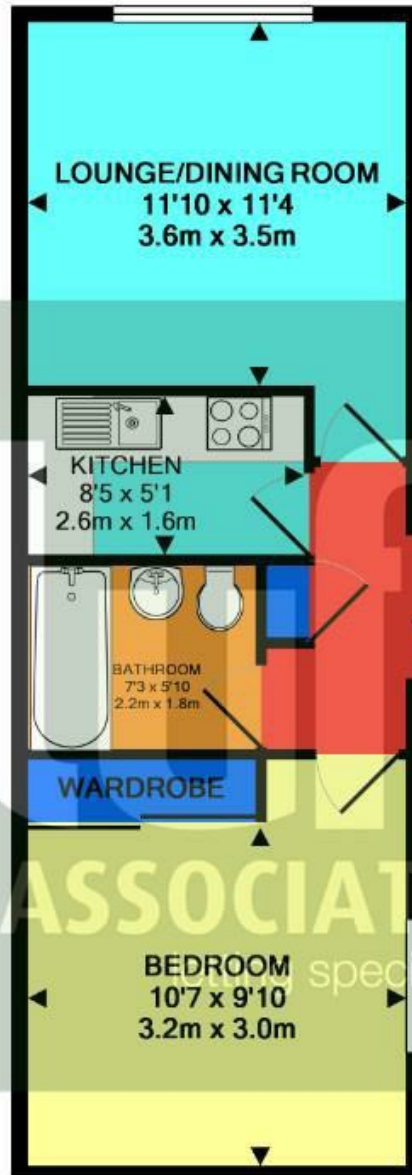 LOUNGE/DINING ROOM
11'10 x 11'4
3.6m x 3.5m
KITCHEN
8'5 x 5'1
2.6m x 1.6m
BATHROOM
7'3 x 5'10
2.2m x 1.8m
WARDROBE
ASSOCIAT
BEDROOM
10'7 x 9'10
letting spec
3.2m x 3.0m